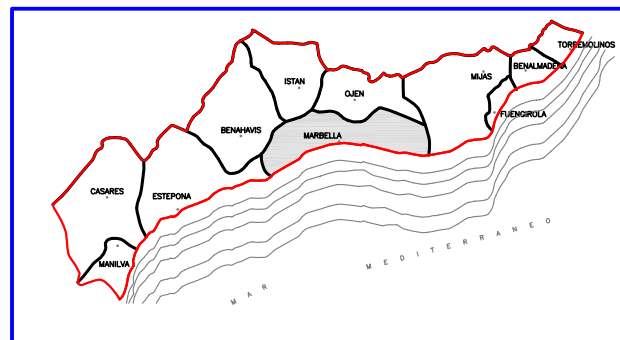 TORREMOLINOS
BENALMADENA
MIJAS
ISTAN
OJEN
FUENGIROLA
BENAHAVIS
MARBELLA
CASARES
ESTEPONA
MANILVA
MAR MEDITERRANEO